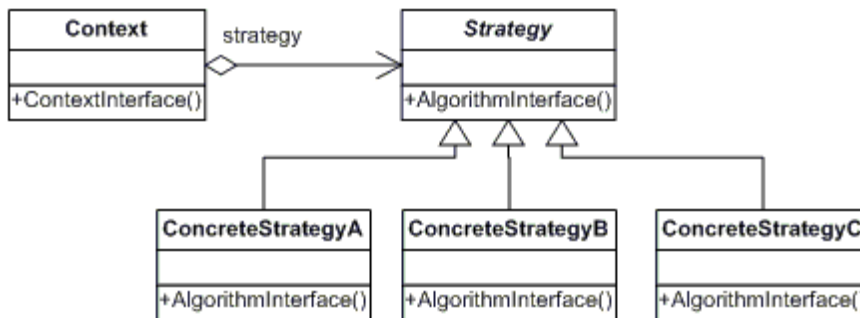 Context
strategy
Strategy
+ContextInterface()
+AlgorithmInterface()
ConcreteStrategyA
ConcreteStrategyB
ConcreteStrategyC
+AlgorithmInterface()
+AlgorithmInterface()
+AlgorithmInterface()